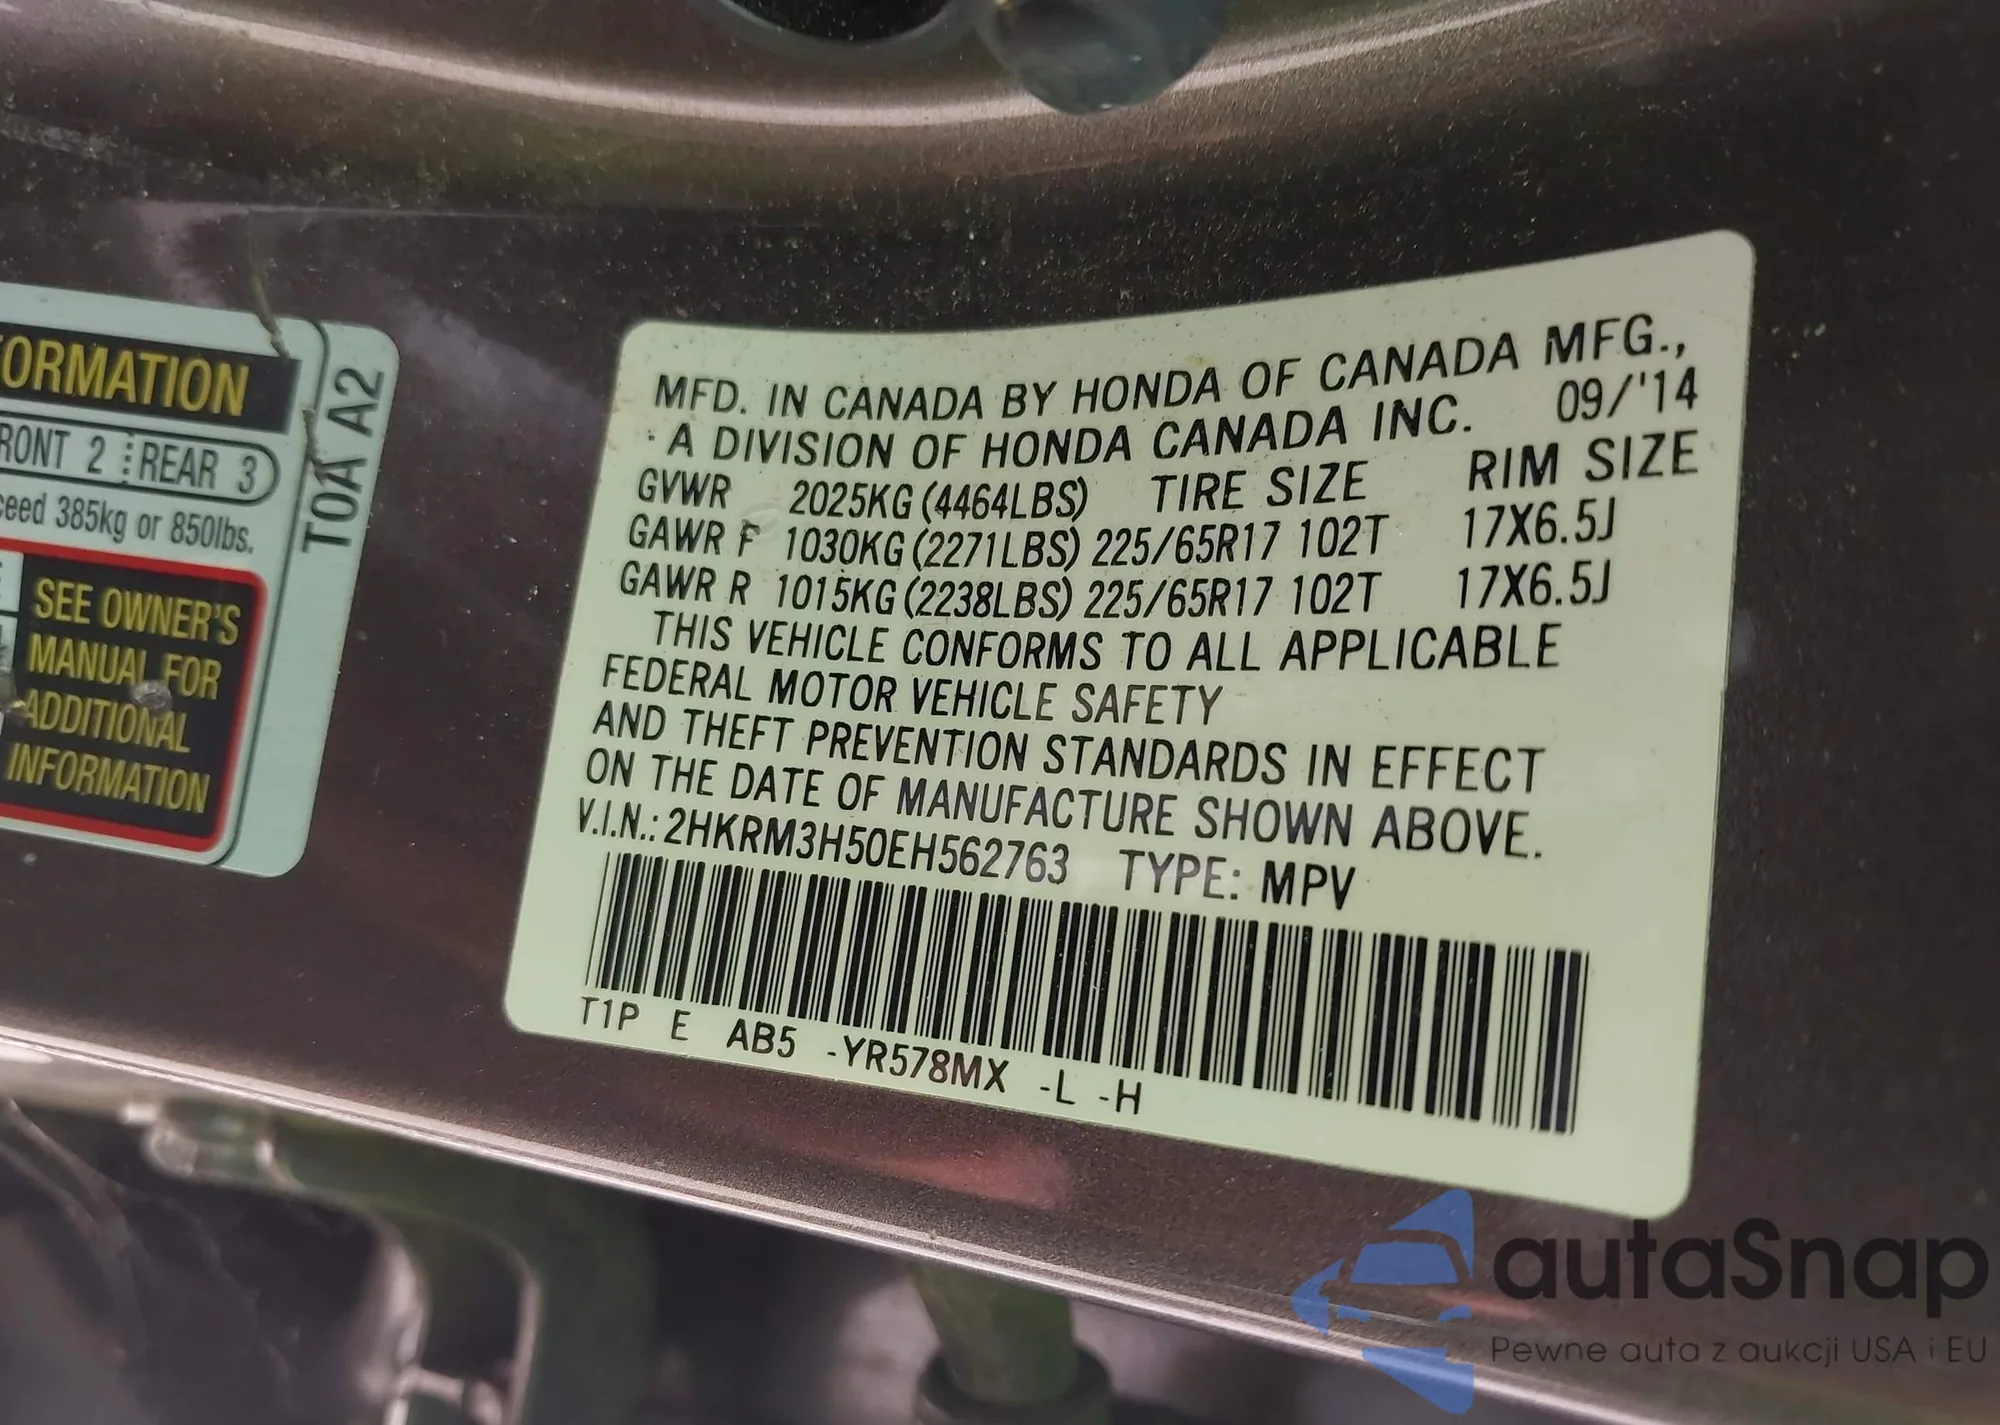 ORMATION
RONT 2 REAR 3
ceed 385kg or 850lbs.
SEE OWNER'S
MANUAL FOR
ADDITIONAL
INFORMATION
T0A A2
MFD. IN CANADA BY HONDA OF CANADA MFG.,
A DIVISION OF HONDA CANADA INC. 09/'14
GVWR 2025KG (4464LBS) TIRE SIZE RIM SIZE
GAWR F 1030KG (2271LBS) 225/65R17 102T 17X6.5J
GAWR R 1015KG (2238LBS) 225/65R17 102T 17X6.5J
THIS VEHICLE CONFORMS TO ALL APPLICABLE
FEDERAL MOTOR VEHICLE SAFETY
AND THEFT PREVENTION STANDARDS IN EFFECT
ON THE DATE OF MANUFACTURE SHOWN ABOVE.
V.I.N.: 2HKRM3H50EH562763 TYPE: MPV
T1P E AB5 -YR578MX -L -H
autaSnap
Pewne auta z aukcji USA i EU